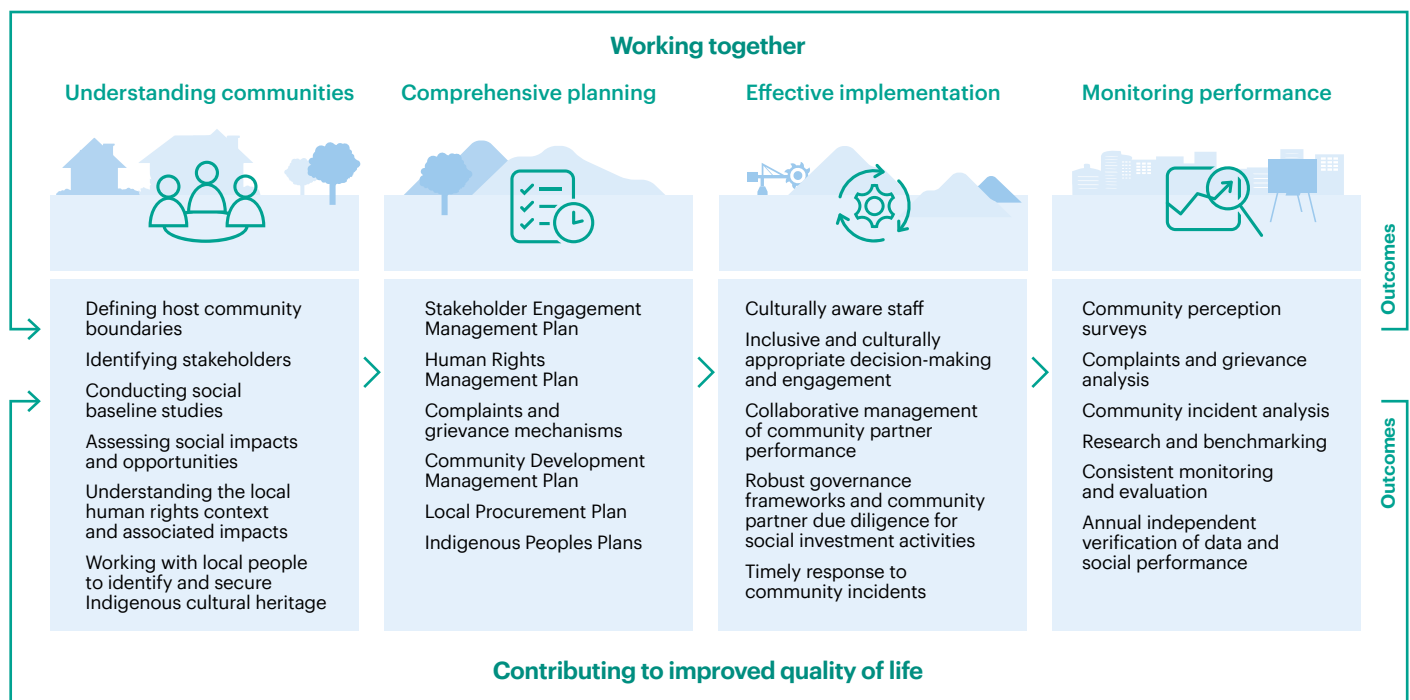 Working together
Understanding communities
Comprehensive planning
Effective implementation
Monitoring performance
Defining host community
boundaries
Identifying stakeholders
Conducting social
baseline studies
Assessing social impacts
and opportunities
Understanding the local
human rights context
and associated impacts
Working with local people
to identify and secure
Indigenous cultural heritage
Stakeholder Engagement
Management Plan
Human Rights
Management Plan
Complaints and
grievance mechanisms
Community Development
Management Plan
Local Procurement Plan
Indigenous Peoples Plans
Culturally aware staff
Inclusive and culturally
appropriate decision-making
and engagement
Collaborative management
of community partner
performance
Robust governance
frameworks and community
partner due diligence for
social investment activities
Timely response to
community incidents
Community perception
surveys
Complaints and grievance
analysis
Community incident analysis
Research and benchmarking
Consistent monitoring
and evaluation
Annual independent
verification of data and
social performance
Outcomes
Outcomes
Contributing to improved quality of life